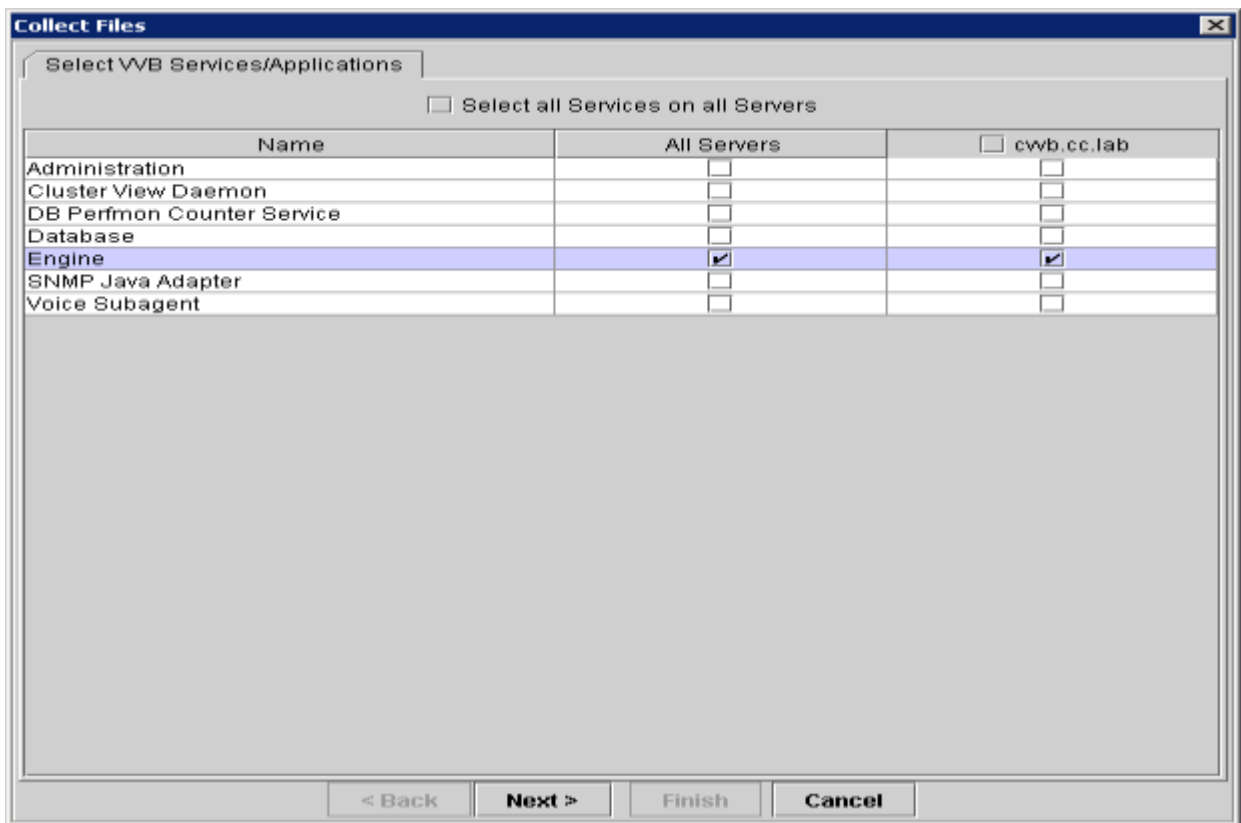 Collect Files
Select VVB Services/Applications
Select all Services on all Servers
Name All Servers cvvb.cc.lab
Administration
Cluster View Daemon
DB Perfmon Counter Service
Database
Engine
SNMP Java Adapter
Voice Subagent
< Back Next > Finish Cancel